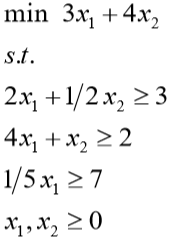 min 3x₁ + 4x₂
s.t.
2x₁ + 1/2 x₂ ≥ 3
4x₁ + x₂ ≥ 2
1/5 x₁ ≥ 7
x₁, x₂ ≥ 0